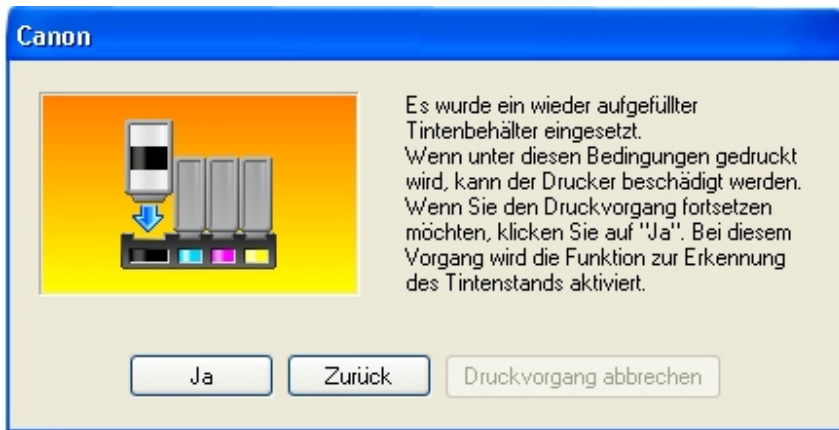 Canon
Es wurde ein wieder aufgefüllter
Tintenbehälter eingesetzt.
Wenn unter diesen Bedingungen gedruckt
wird, kann der Drucker beschädigt werden.
Wenn Sie den Druckvorgang fortsetzen
möchten, klicken Sie auf "Ja". Bei diesem
Vorgang wird die Funktion zur Erkennung
des Tintenstands aktiviert.
Ja
Zurück
Druckvorgang abbrechen